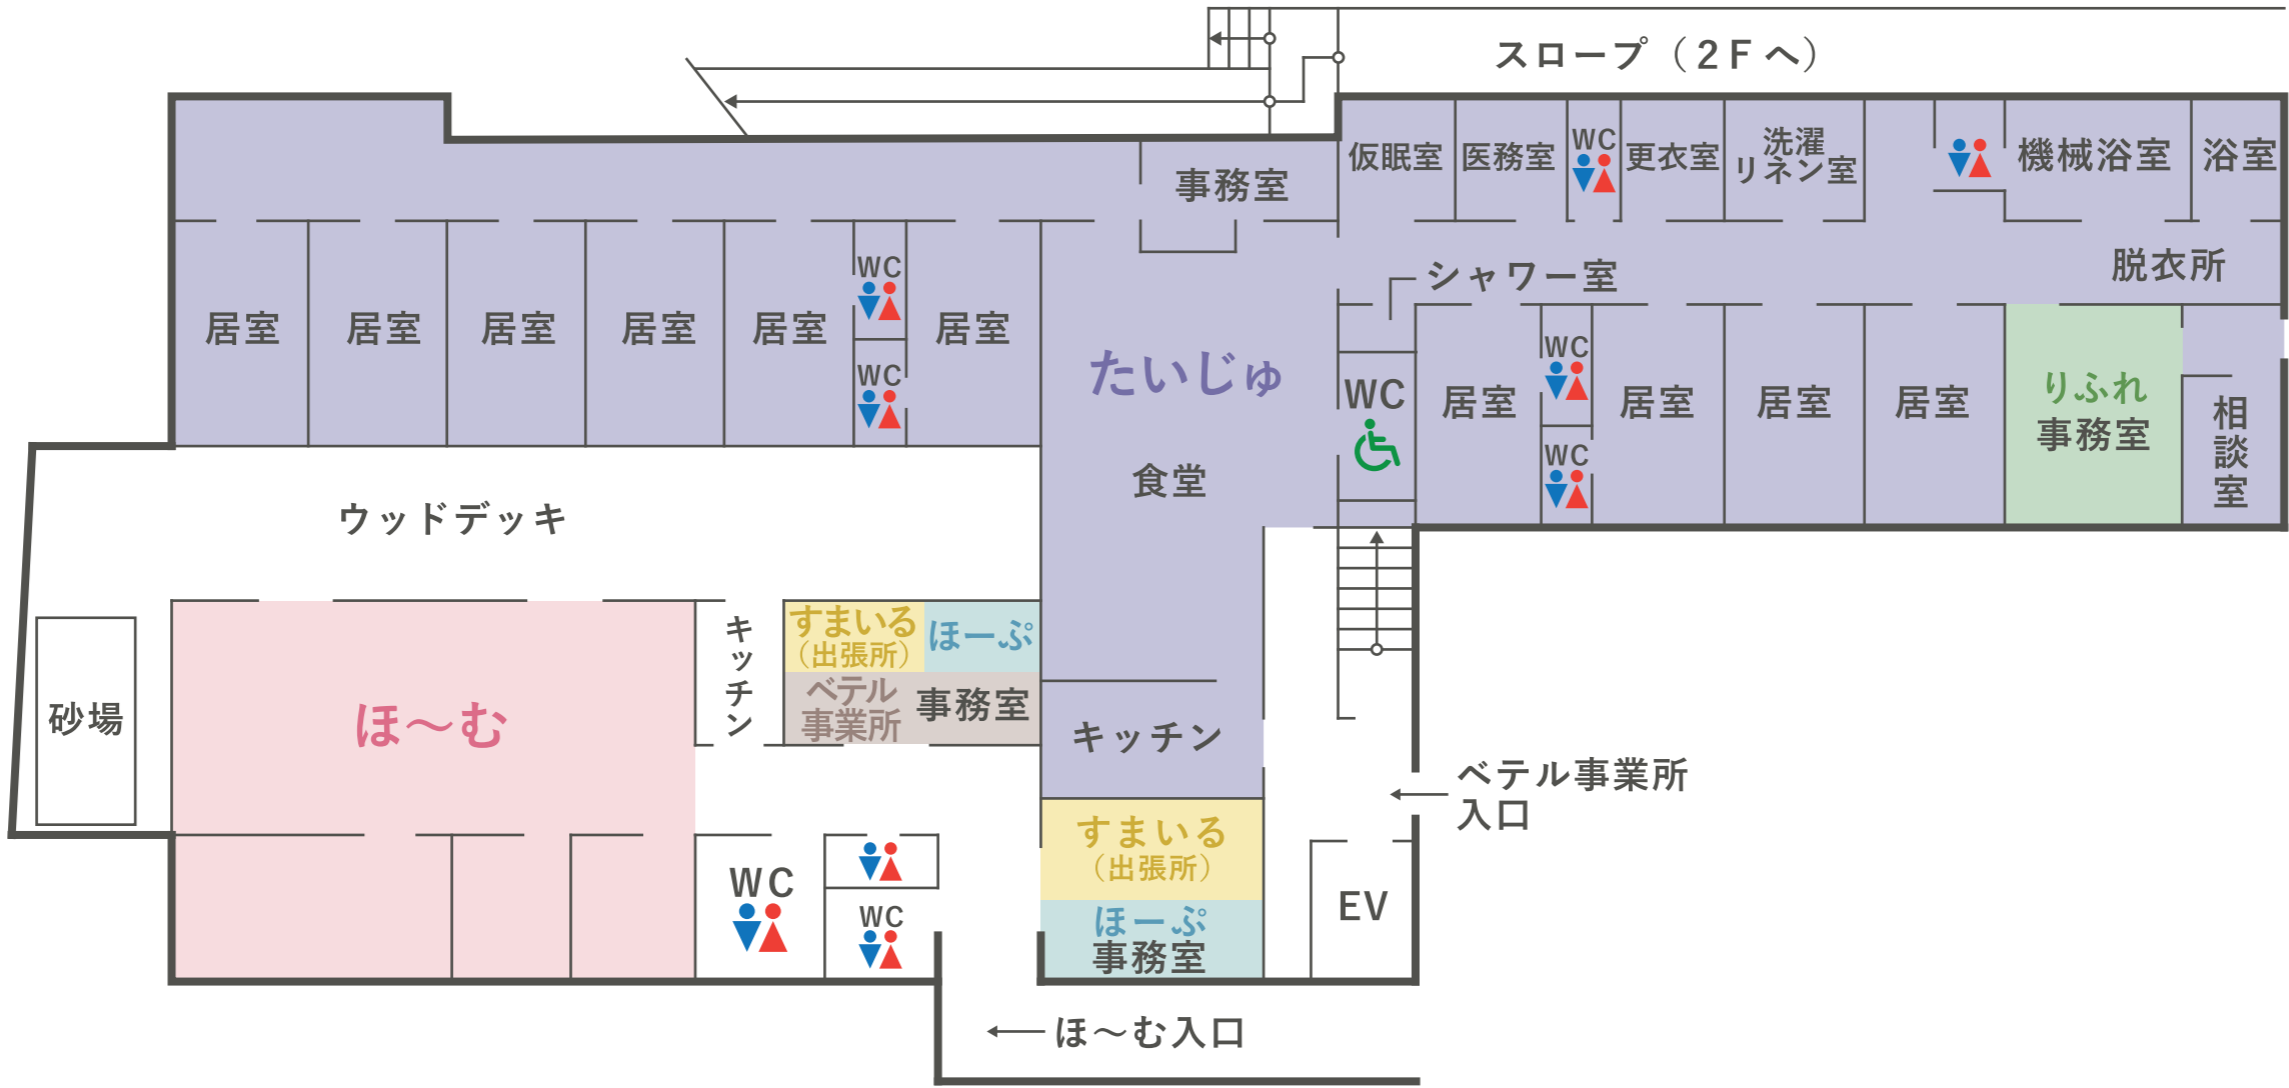 スロープ（２Ｆへ）
仮眠室
医務室
WC
更衣室
洗濯
リネン室
機械浴室
浴室
事務室
シャワー室
脱衣所
居室
居室
居室
居室
居室
WC
WC
居室
たいじゅ
食堂
WC
居室
WC
WC
居室
居室
居室
りふれ
事務室
相談室
ウッドデッキ
砂場
ほ〜む
キッチン
すまいる
（出張所）
ほーぷ
ベテル
事業所
事務室
キッチン
ベテル事業所
入口
すまいる
（出張所）
ほーぷ
事務室
WC
WC
EV
ほ〜む入口